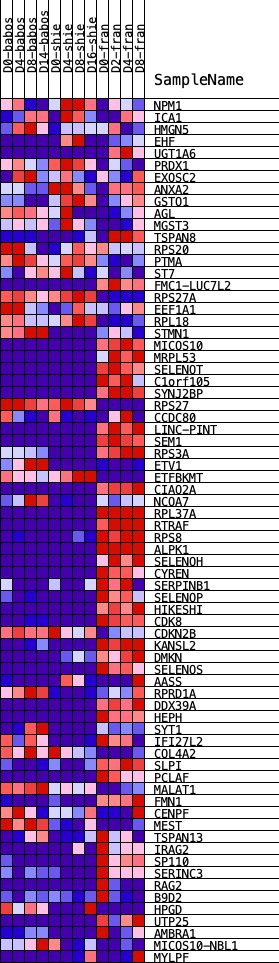 D0-babos
D4-babos
D8-babos
D14-babos
D0-shie
D4-shie
D8-shie
D16-shie
D0-fran
D2-fran
D4-fran
D8-fran
SampleName
NPM1
ICA1
HMGN5
EHF
UGT1A6
PRDX1
EXOSC2
ANXA2
GSTO1
AGL
MGST3
TSPAN8
RPS20
PTMA
ST7
FMC1-LUC7L2
RPS27A
EEF1A1
RPL18
STMN1
MICOS10
MRPL53
SELENOT
C1orf105
SYNJ2BP
RPS27
CCDC80
LINC-PINT
SEM1
RPS3A
ETV1
ETFBKMT
CIAO2A
NCOA7
RPL37A
RTRAF
RPS8
ALPK1
SELENOH
CYREN
SERPINB1
SELENOP
HIKESHI
CDK8
CDKN2B
KANSL2
DMKN
SELENOS
AASS
RPRD1A
DDX39A
HEPH
SYT1
IFI27L2
COL4A2
SLPI
PCLAF
MALAT1
FMN1
CENPF
MEST
TSPAN13
IRAG2
SP110
SERINC3
RAG2
B9D2
HPGD
UTP25
AMBRA1
MICOS10-NBL1
MYLPF